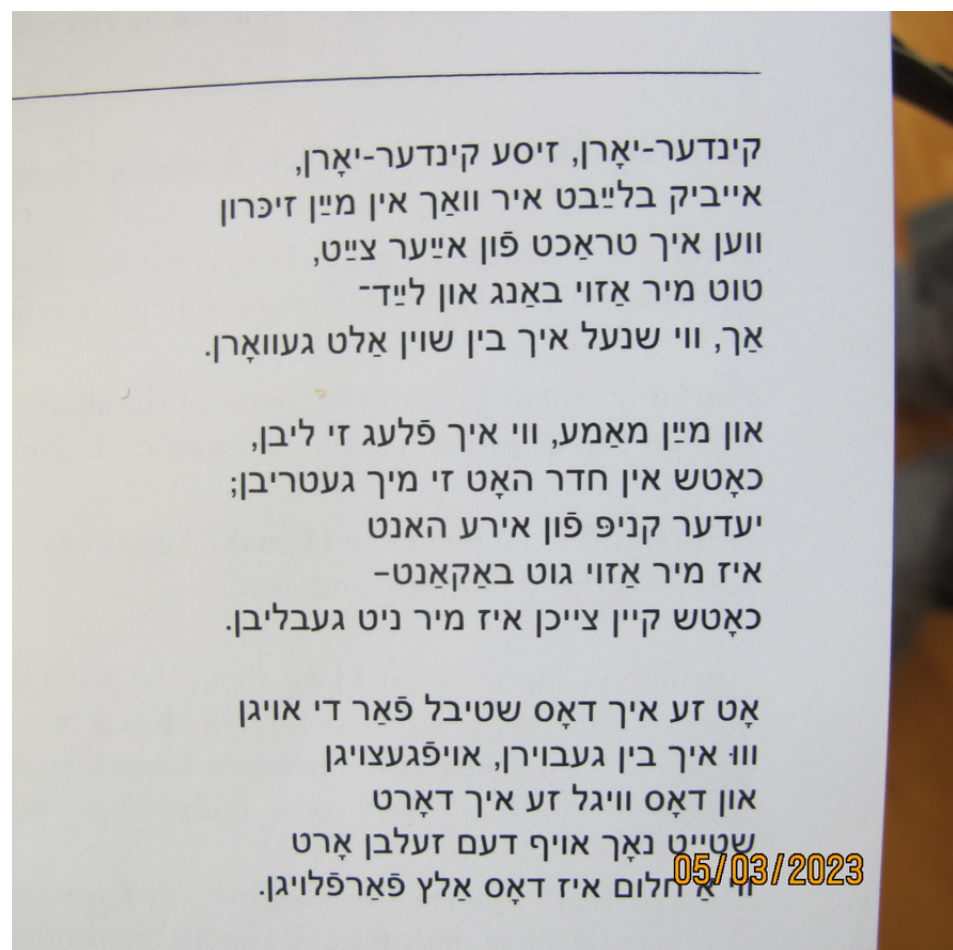 קינדער-יאָרן, זיסע קינדער-יאָרן,
אייביק בלײַבט איר וואַך אין מײַן זיכּרון
ווען איך טראַכט פֿון אײַער צײַט,
טוט מיר אַזוי באַנג און לײַד־
אַך, ווי שנעל איך בין שוין אַלט געוואָרן.
און מײַן מאַמע, ווי איך פֿלעג זי ליבן,
כאָטש אין חדר האָט זי מיך געטריבן;
יעדער קניפּ פֿון אירע האנט
איז מיר אַזוי גוט באַקאַנט–
כאָטש קיין צייכן איז מיר ניט געבליבן.
אָט זע איך דאָס שטיבל פֿאַר די אויגן
וווּ איך בין געבוירן, אויפֿגעצויגן
און דאָס וויגל זע איך דאָרט
שטייט נאָך אויף דעם זעלבן אָרט
ווי אַ חלום איז דאָס אַלץ פֿאַרפֿלויגן.
05/03/2023